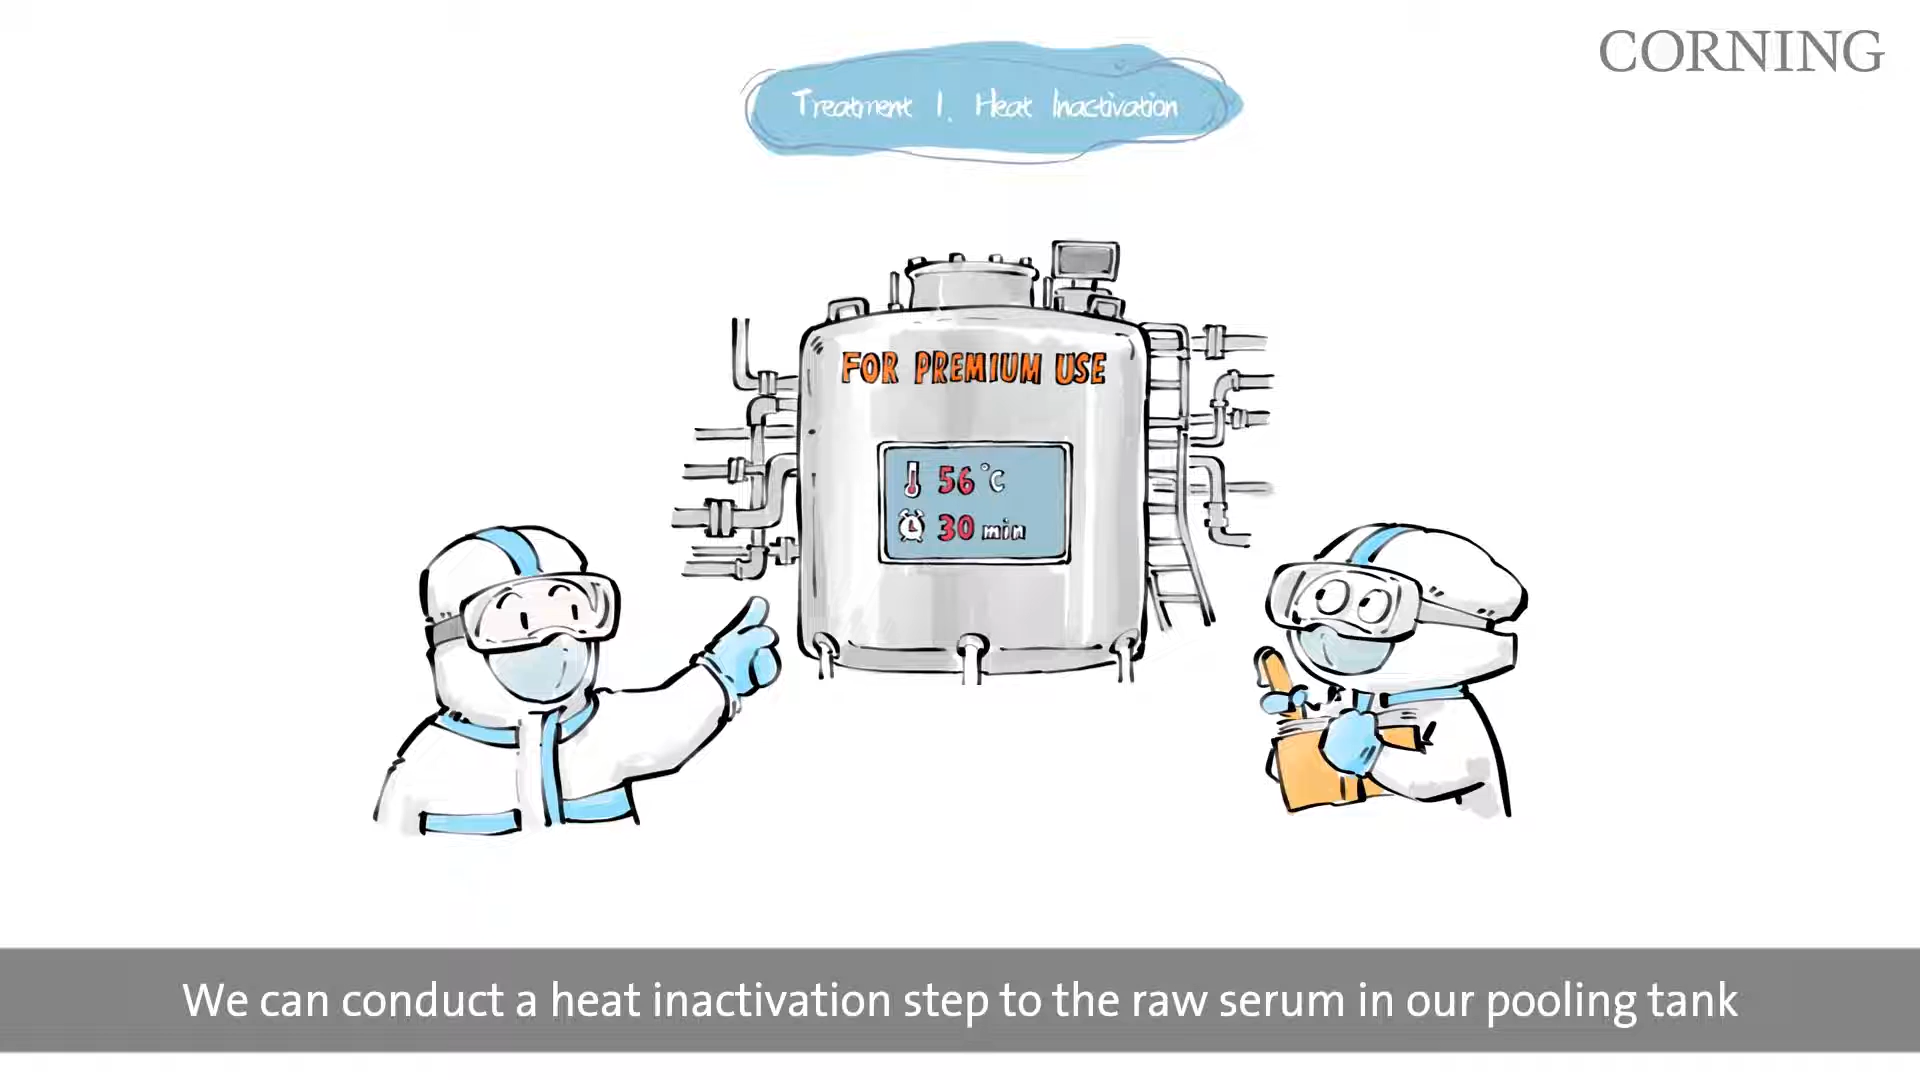 CORNING
Treatment 1. Heat Inactivation
FOR PREMIUM USE
56 °C
30 min
We can conduct a heat inactivation step to the raw serum in our pooling tank